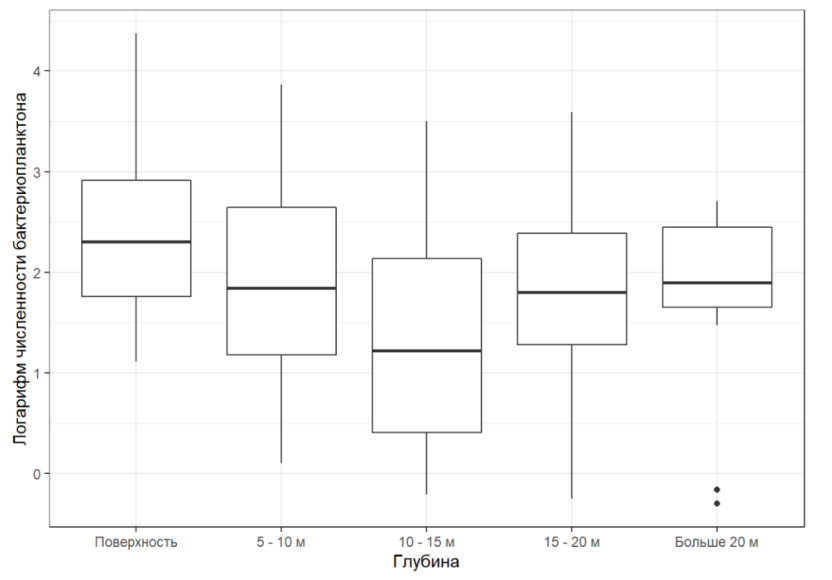 Логарифм численности бактериопланктона
4
3
2
1
0
Поверхность
5 - 10 м
10 - 15 м
15 - 20 м
Больше 20 м
Глубина